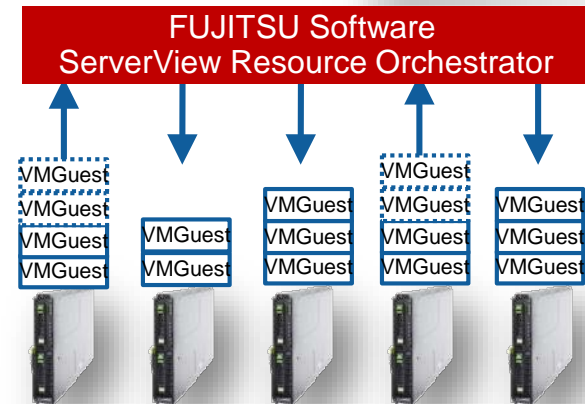 FUJITSU Software
ServerView Resource Orchestrator
VMGuest VMGuest
VMGuest VMGuest VMGuest VMGuest
VMGuest VMGuest VMGuest VMGuest VMGuest
VMGuest VMGuest VMGuest VMGuest VMGuest